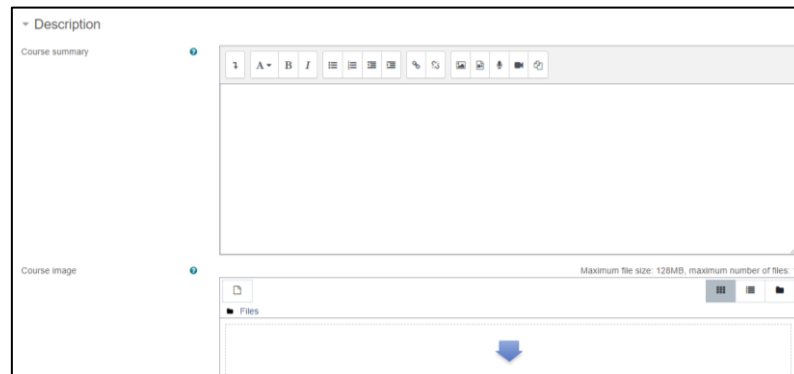 Description
Course summary
A B I
Course image
Maximum file size: 128MB, maximum number of files:
Files